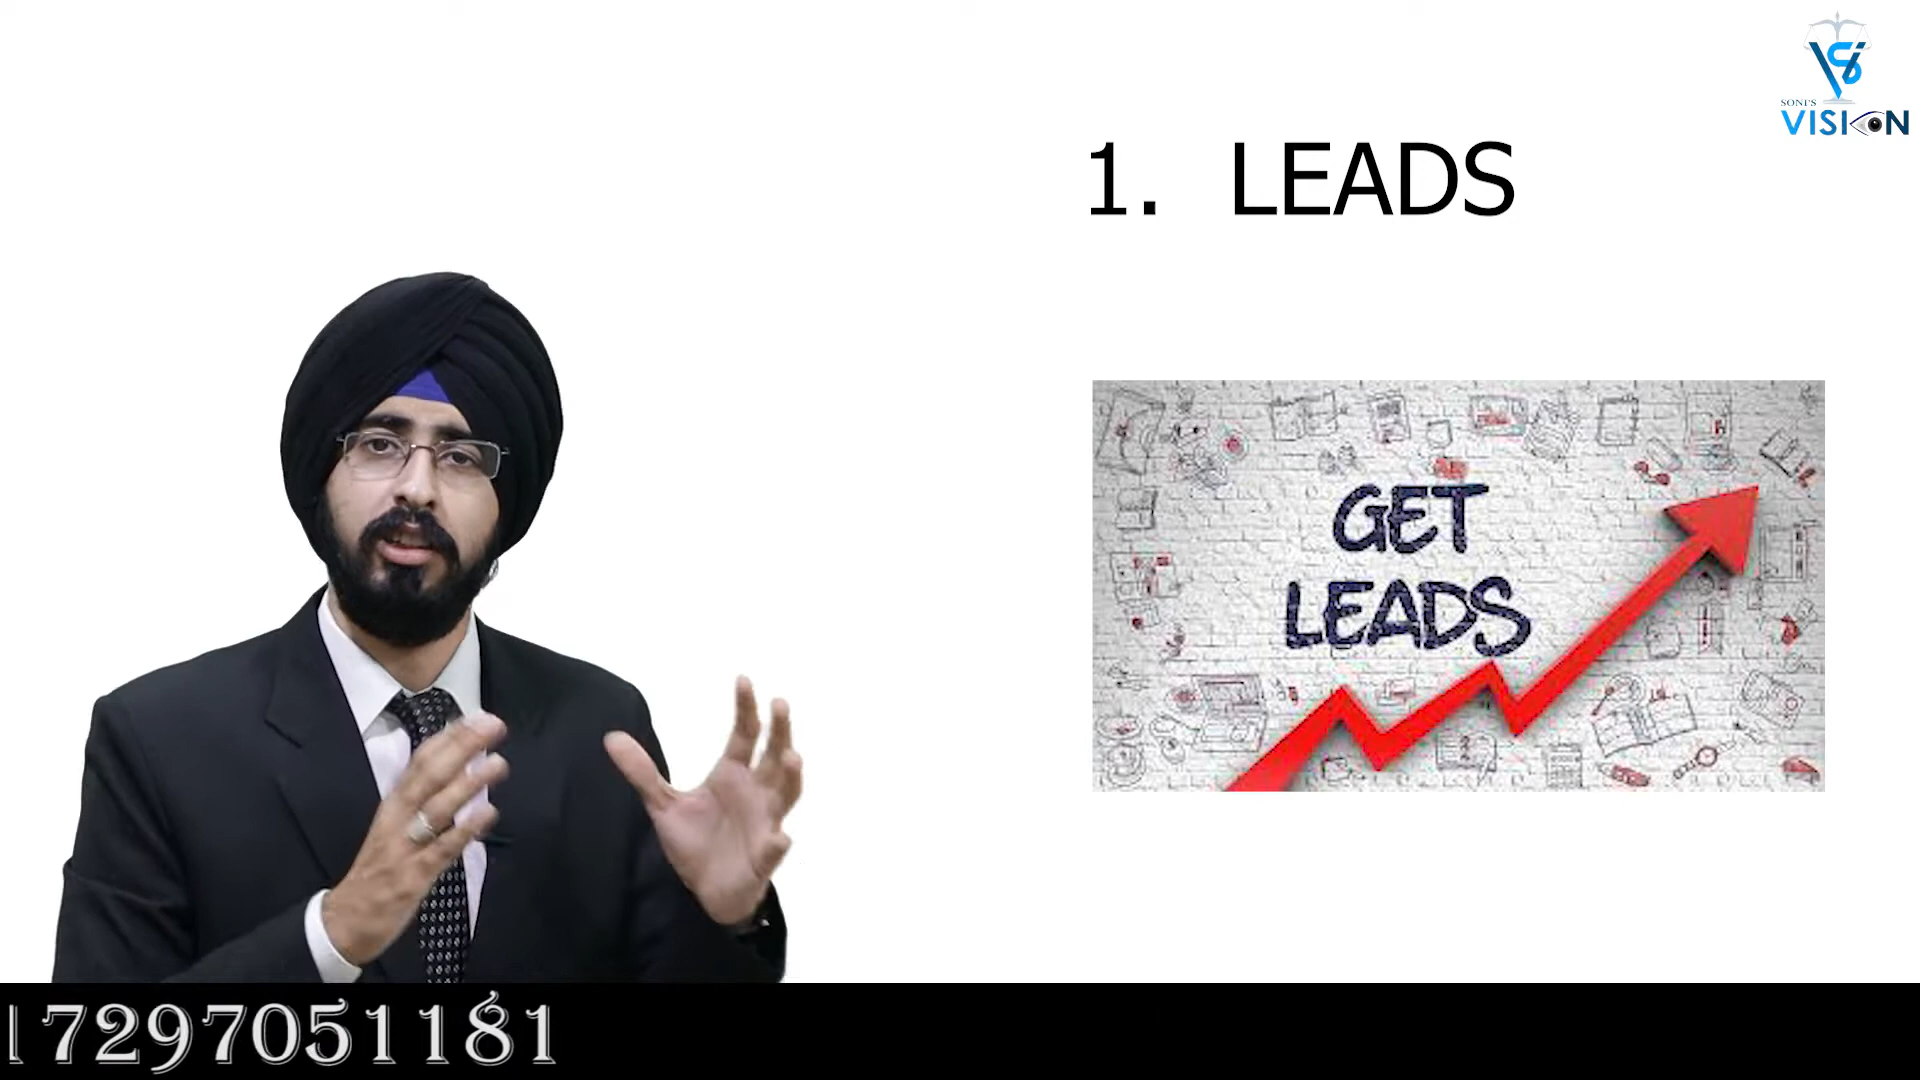 SONI'S
VISION
1. LEADS
GET
LEADS
7297051181